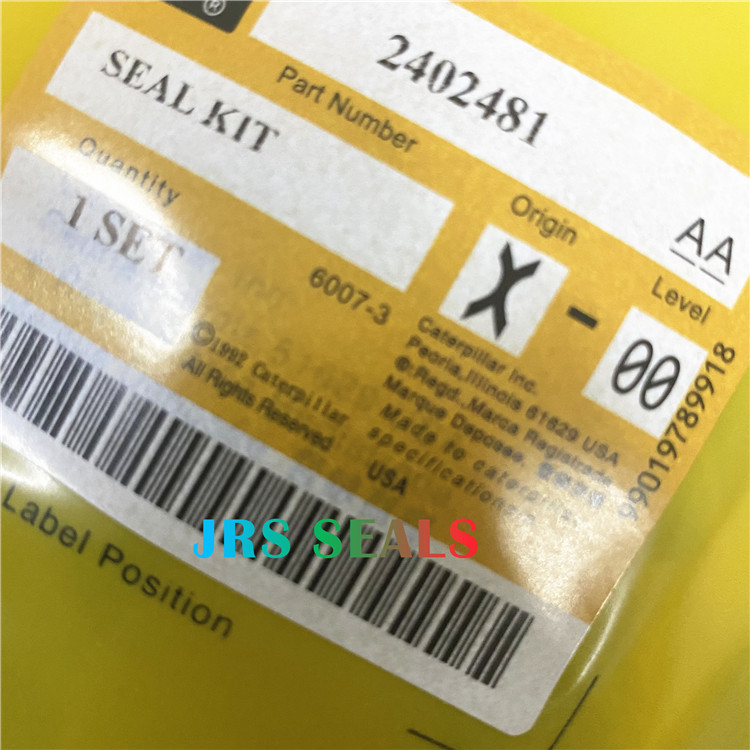 ®
2402481
Part Number
SEAL KIT
Quantity
1 SET
Origin
AA
Level
X - 00
6007-3
©1992 Caterpillar
All Rights Reserved
Caterpillar Inc.
Peoria, Illinois 61629 USA
® Regd., Marca Registrada
Marque Deposee,
Made to caterpillar
specifications
USA
99019789918
JRS SEALS
Label Position